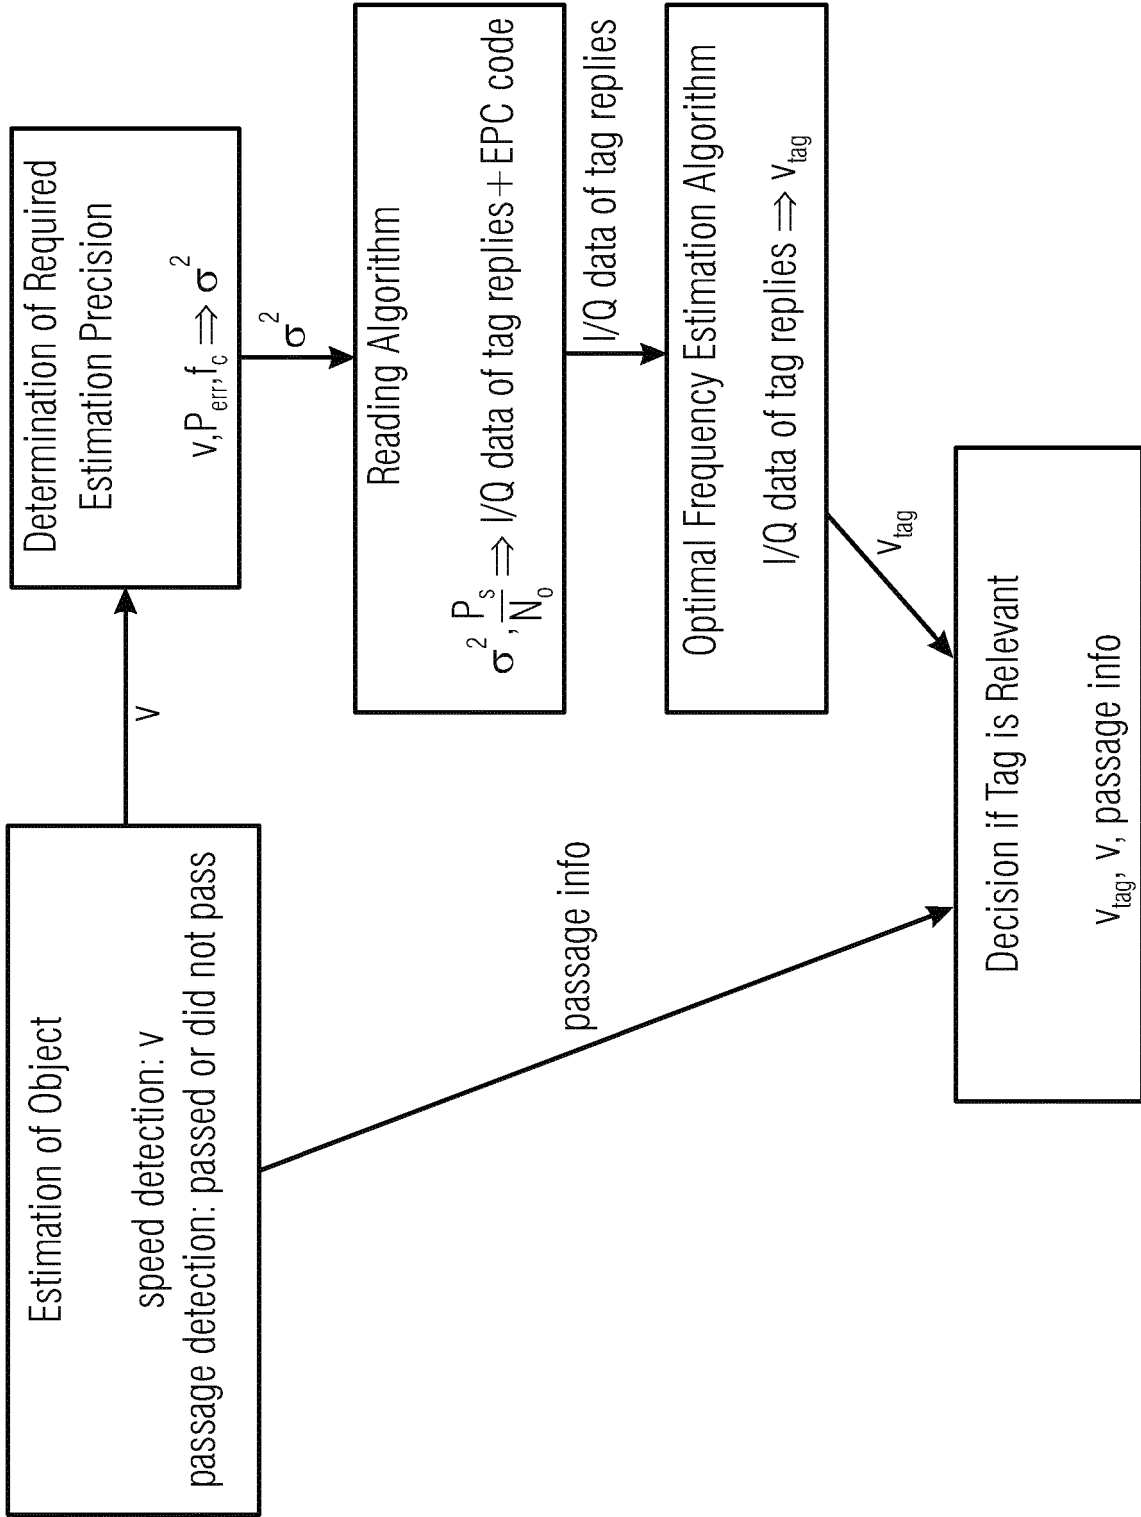 Estimation of Object
speed detection: v
passage detection: passed or did not pass
v
Determination of Required
Estimation Precision
v,P_err,f_c ⇒ σ²
σ²
Reading Algorithm
σ², P_s/N_0 ⇒ I/Q data of tag replies+EPC code
I/Q data of tag replies
Optimal Frequency Estimation Algorithm
I/Q data of tag replies ⇒ v_tag
v_tag
passage info
Decision if Tag is Relevant
v_tag, v, passage info